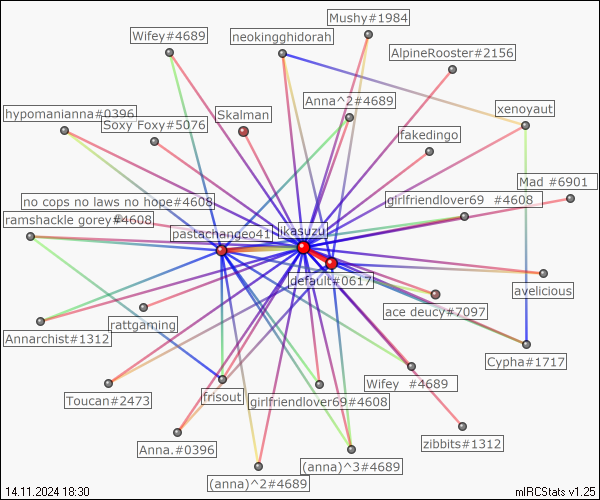 Mushy#1984
Wifey#4689
neokingghidorah
AlpineRooster#2156
Anna^2#4689
hypomanianna#0396
Soxy Foxy#5076
Skalman
xenoyaut
fakedingo
Mad #6901
no cops no laws no hope#4608
girlfriendlover69 #4608
ramshackle gorey#4608
pastachangeo41
ikasuzu
default#0617
avelicious
ace deucy#7097
rattgaming
Annarchist#1312
Cypha#1717
Wifey #4689
Toucan#2473
frisout
girlfriendlover69#4608
Anna.#0396
zibbits#1312
(anna)^3#4689
(anna)^2#4689
14.11.2024 18:30
mIRCStats v1.25